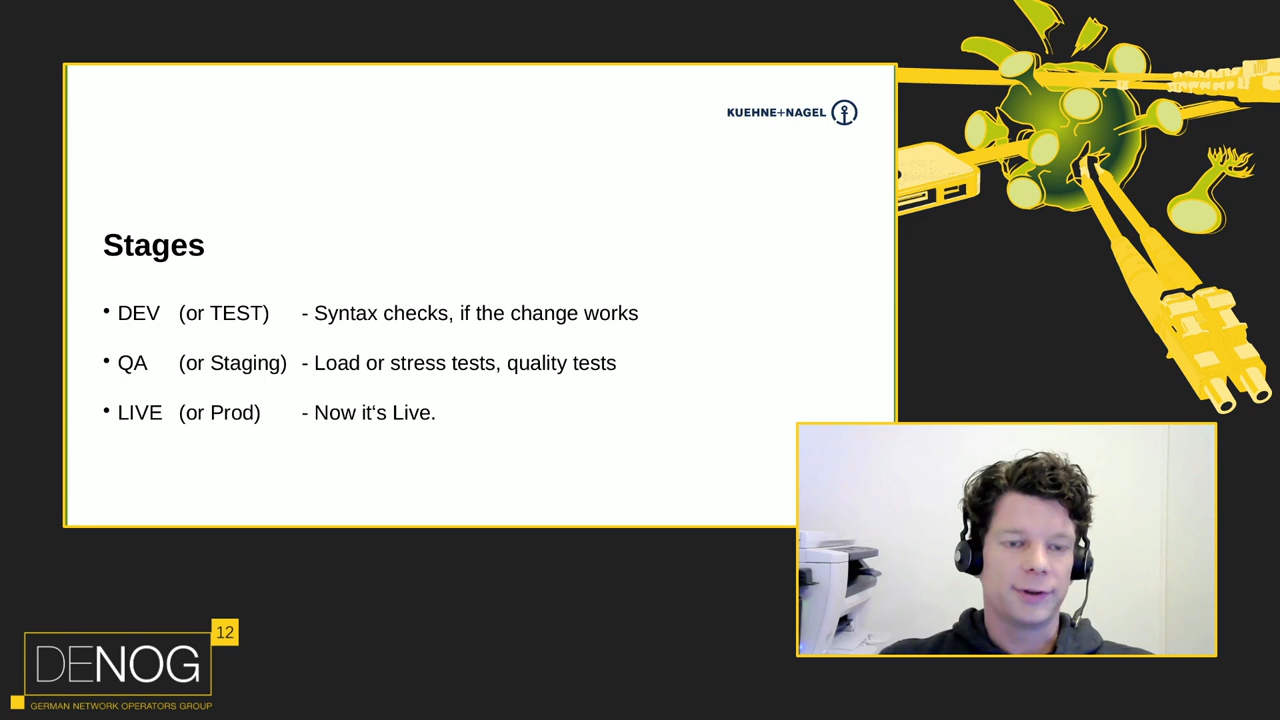 KUEHNE+NAGEL
Stages
• DEV (or TEST) - Syntax checks, if the change works
• QA (or Staging) - Load or stress tests, quality tests
• LIVE (or Prod) - Now it‘s Live.
12
DENOG
GERMAN NETWORK OPERATORS GROUP